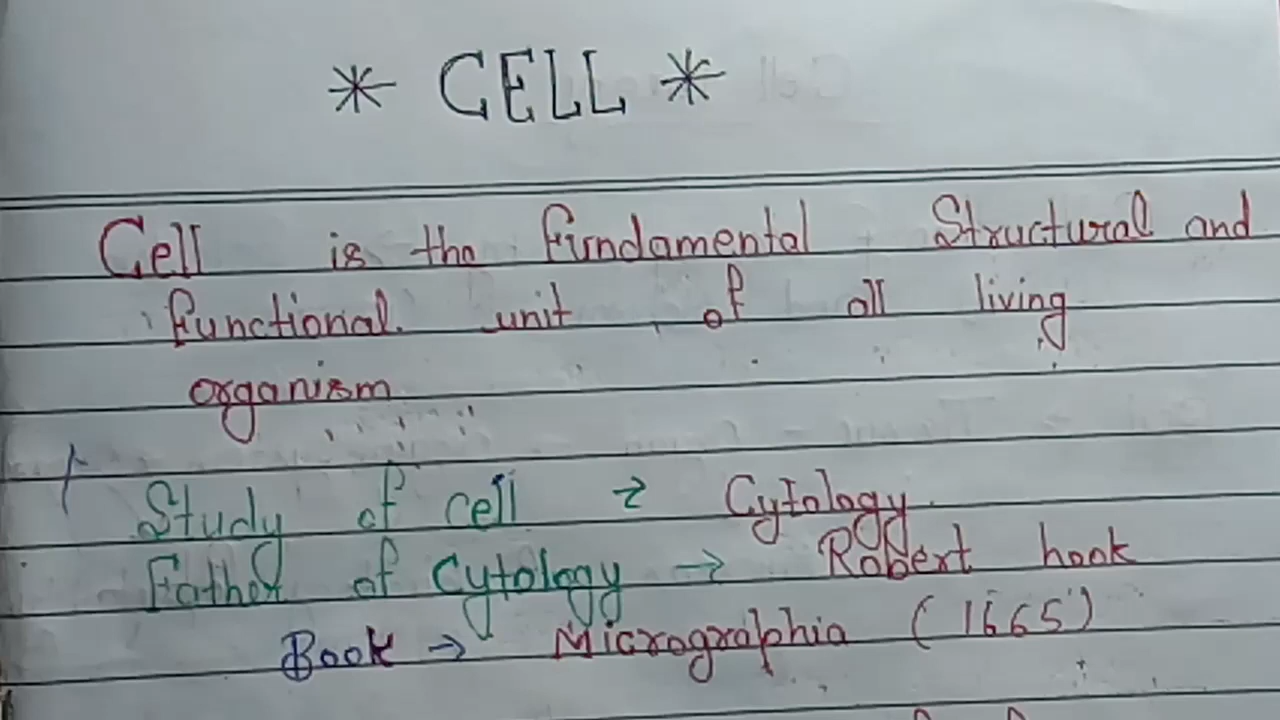 * CELL *
Cell is the fundamental Structural and
functional unit of all living
organism
Study of cell → Cytology
Father of Cytology → Robert hook
Book → Micrographia (1665)